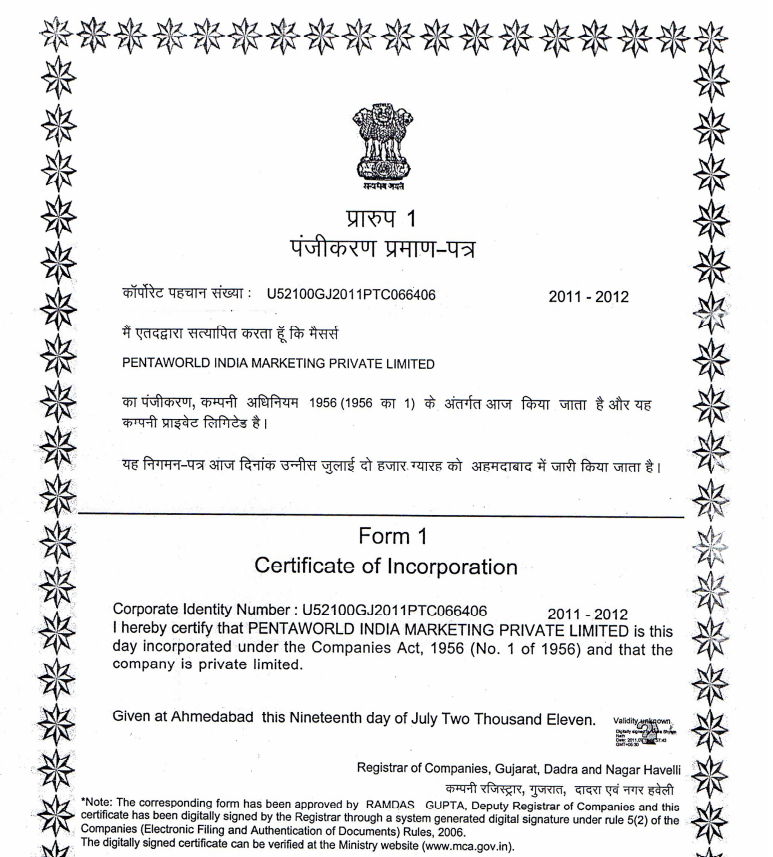 सत्यमेव जयते
प्रारुप 1
पंजीकरण प्रमाण-पत्र
कॉर्पोरेट पहचान संख्या : U52100GJ2011PTC066406 2011 - 2012
मैं एतदद्वारा सत्यापित करता हूँ कि मैसर्स
PENTAWORLD INDIA MARKETING PRIVATE LIMITED
का पंजीकरण, कम्पनी अधिनियम 1956 (1956 का 1) के अंतर्गत आज किया जाता है और यह
कम्पनी प्राइवेट लिमिटेड है।
यह निगमन-पत्र आज दिनांक उन्नीस जुलाई दो हजार ग्यारह को अहमदाबाद में जारी किया जाता है।
Form 1
Certificate of Incorporation
Corporate Identity Number : U52100GJ2011PTC066406 2011 - 2012
I hereby certify that PENTAWORLD INDIA MARKETING PRIVATE LIMITED is this
day incorporated under the Companies Act, 1956 (No. 1 of 1956) and that the
company is private limited.
Given at Ahmedabad this Nineteenth day of July Two Thousand Eleven.
Validity unknown
Digitally signed by
GMT+05:30
Registrar of Companies, Gujarat, Dadra and Nagar Havelli
कम्पनी रजिस्ट्रार, गुजरात, दादरा एवं नगर हवेली
*Note: The corresponding form has been approved by RAMDAS GUPTA, Deputy Registrar of Companies and this
certificate has been digitally signed by the Registrar through a system generated digital signature under rule 5(2) of the
Companies (Electronic Filing and Authentication of Documents) Rules, 2006.
The digitally signed certificate can be verified at the Ministry website (www.mca.gov.in).